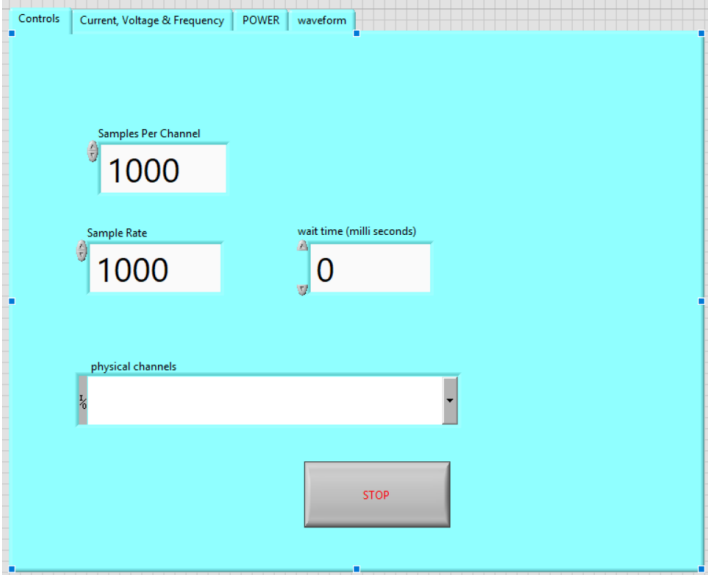 Controls Current, Voltage & Frequency POWER waveform
Samples Per Channel
1000
Sample Rate wait time (milli seconds)
1000 0
physical channels
I/O
STOP